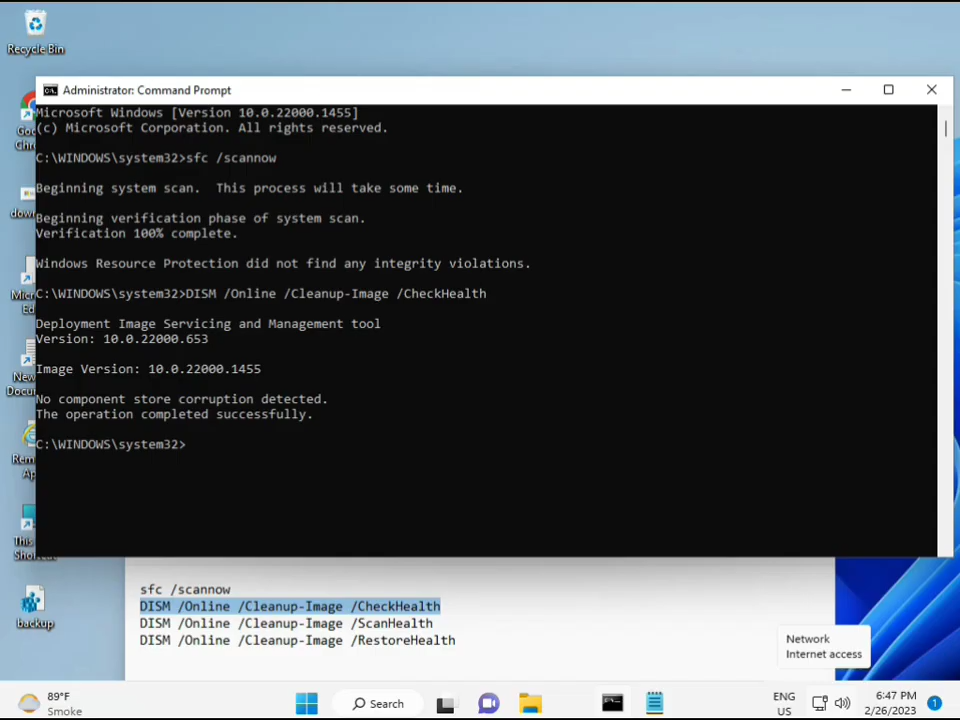 Recycle Bin
Administrator: Command Prompt
Microsoft Windows [Version 10.0.22000.1455]
(c) Microsoft Corporation. All rights reserved.
C:\WINDOWS\system32>sfc /scannow
Beginning system scan.  This process will take some time.
Beginning verification phase of system scan.
Verification 100% complete.
Windows Resource Protection did not find any integrity violations.
C:\WINDOWS\system32>DISM /Online /Cleanup-Image /CheckHealth
Deployment Image Servicing and Management tool
Version: 10.0.22000.653
Image Version: 10.0.22000.1455
No component store corruption detected.
The operation completed successfully.
C:\WINDOWS\system32>
backup
sfc /scannow
DISM /Online /Cleanup-Image /CheckHealth
DISM /Online /Cleanup-Image /ScanHealth
DISM /Online /Cleanup-Image /RestoreHealth
Network
Internet access
89°F
Smoke
Search
ENG
US
6:47 PM
2/26/2023
1